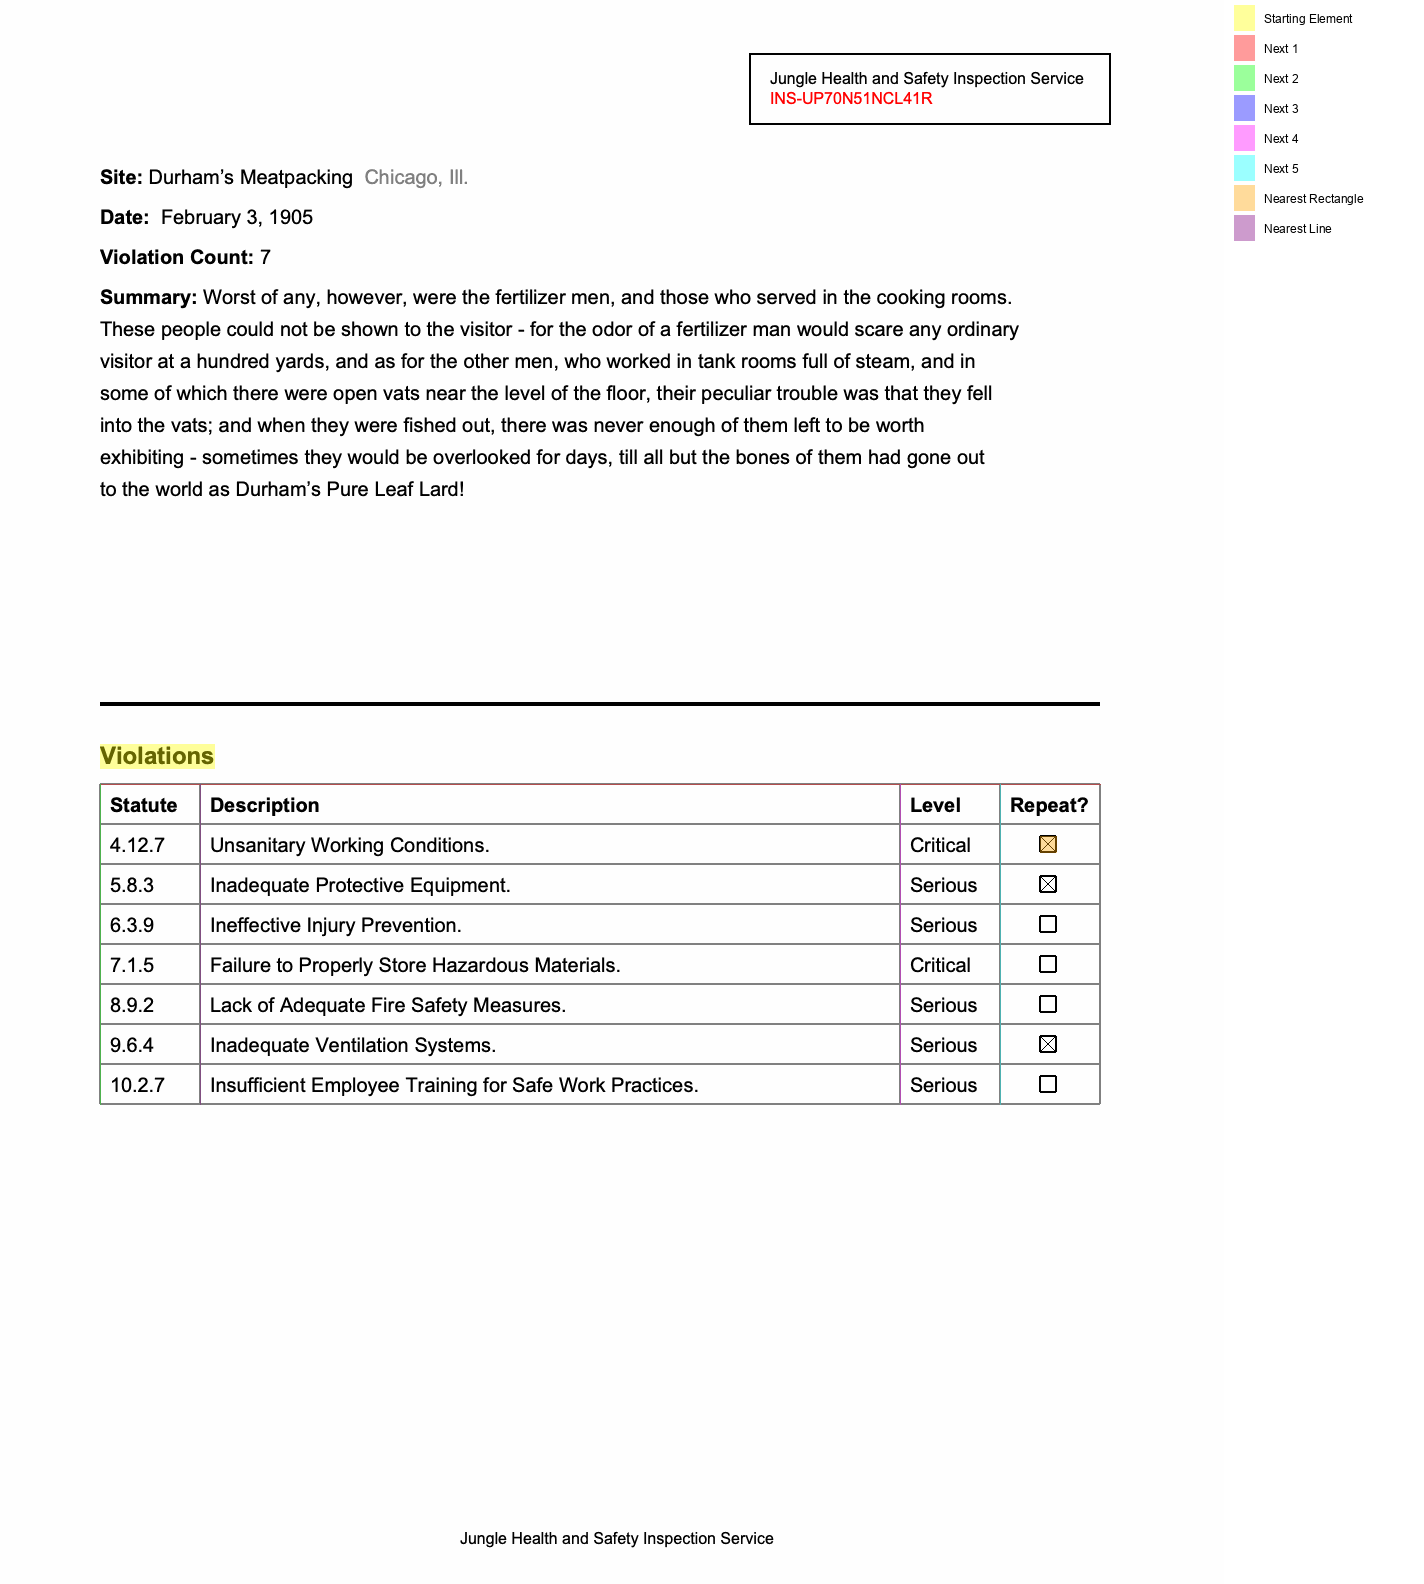 Jungle Health and Safety Inspection Service
INS-UP70N51NCL41R
Starting Element
Next 1
Next 2
Next 3
Next 4
Next 5
Nearest Rectangle
Nearest Line
Site: Durham’s Meatpacking Chicago, Ill.
Date: February 3, 1905
Violation Count: 7
Summary: Worst of any, however, were the fertilizer men, and those who served in the cooking rooms.
These people could not be shown to the visitor - for the odor of a fertilizer man would scare any ordinary
visitor at a hundred yards, and as for the other men, who worked in tank rooms full of steam, and in
some of which there were open vats near the level of the floor, their peculiar trouble was that they fell
into the vats; and when they were fished out, there was never enough of them left to be worth
exhibiting - sometimes they would be overlooked for days, till all but the bones of them had gone out
to the world as Durham’s Pure Leaf Lard!
Violations
Statute Description Level Repeat?
4.12.7 Unsanitary Working Conditions. Critical
5.8.3 Inadequate Protective Equipment. Serious
6.3.9 Ineffective Injury Prevention. Serious
7.1.5 Failure to Properly Store Hazardous Materials. Critical
8.9.2 Lack of Adequate Fire Safety Measures. Serious
9.6.4 Inadequate Ventilation Systems. Serious
10.2.7 Insufficient Employee Training for Safe Work Practices. Serious
Jungle Health and Safety Inspection Service